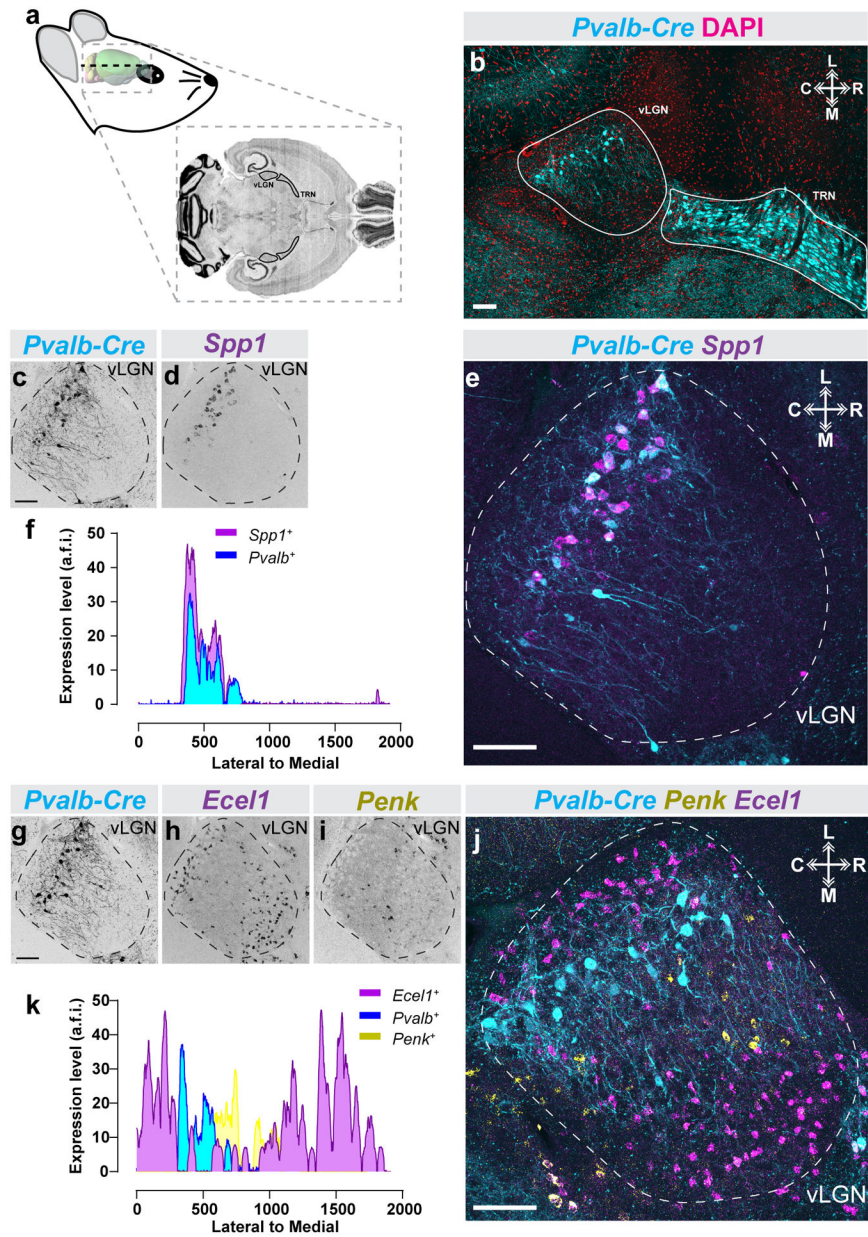 a
vLGN
TRN
Pvalb-Cre DAPI
b
vLGN
L
C R
M
TRN
Pvalb-Cre
Spp1
c
vLGN
d
vLGN
Pvalb-Cre Spp1
e
L
C R
M
vLGN
f
Expression level (a.f.i.)
50
40
30
20
10
0
Spp1+
Pvalb+
0 500 1000 1500 2000
Lateral to Medial
Pvalb-Cre
Ecel1
Penk
g
vLGN
h
vLGN
i
vLGN
Pvalb-Cre Penk Ecel1
j
L
C R
M
vLGN
k
Expression level (a.f.i.)
50
40
30
20
10
0
Ecel1+
Pvalb+
Penk+
0 500 1000 1500 2000
Lateral to Medial